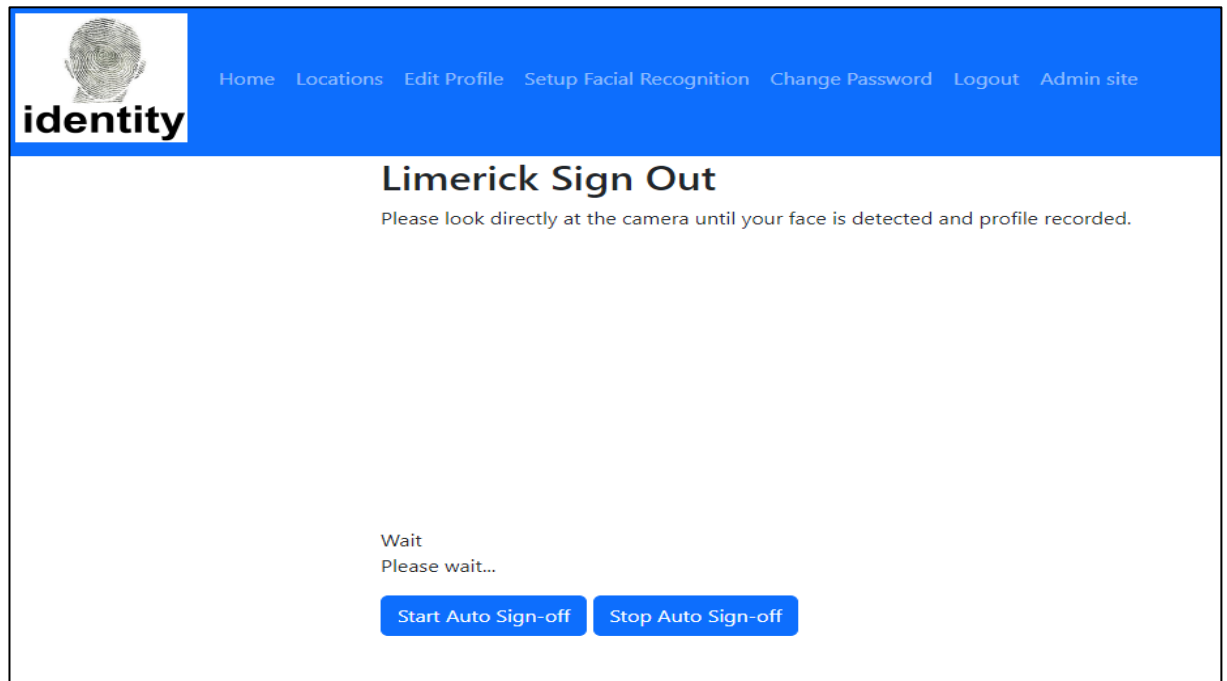 identity
Home Locations Edit Profile Setup Facial Recognition Change Password Logout Admin site
Limerick Sign Out
Please look directly at the camera until your face is detected and profile recorded.
Wait
Please wait...
Start Auto Sign-off Stop Auto Sign-off